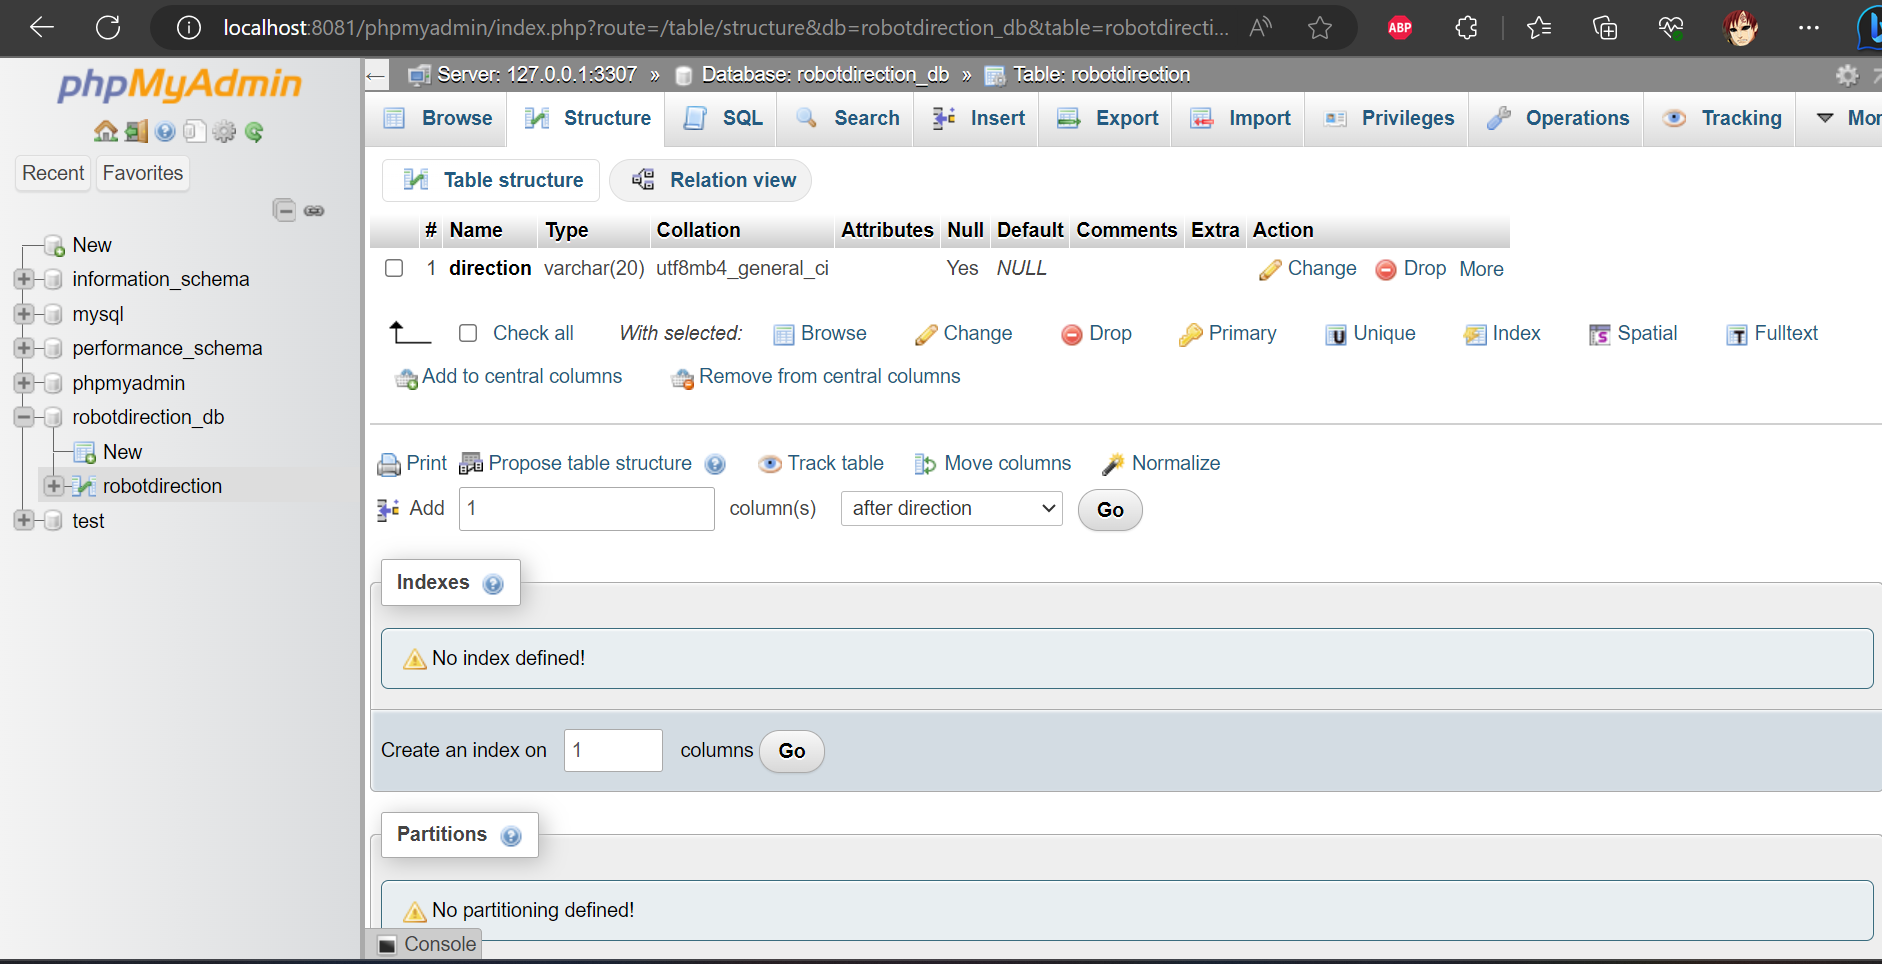 localhost:8081/phpmyadmin/index.php?route=/table/structure&db=robotdirection_db&table=robotdirecti...
ABP
phpMyAdmin
Recent Favorites
New
information_schema
mysql
performance_schema
phpmyadmin
robotdirection_db
New
robotdirection
test
Server: 127.0.0.1:3307 » Database: robotdirection_db » Table: robotdirection
Browse Structure SQL Search Insert Export Import Privileges Operations Tracking Mor
Table structure Relation view
# Name Type Collation Attributes Null Default Comments Extra Action
1 direction varchar(20) utf8mb4_general_ci Yes NULL Change Drop More
Check all With selected: Browse Change Drop Primary Unique Index Spatial Fulltext
Add to central columns Remove from central columns
Print Propose table structure Track table Move columns Normalize
Add 1 column(s) after direction Go
Indexes
No index defined!
Create an index on 1 columns Go
Partitions
No partitioning defined!
Console